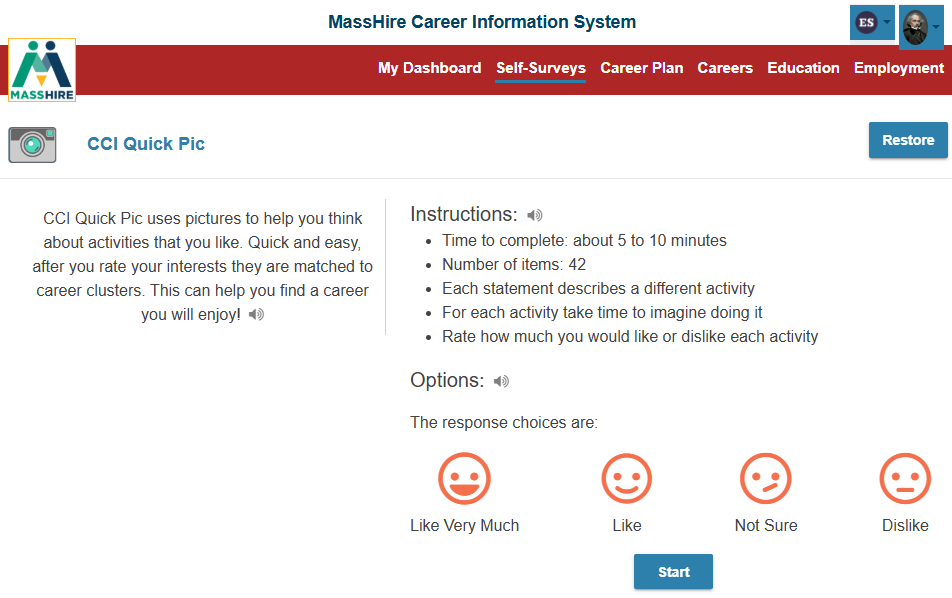 MassHire Career Information System
ES
MASSHIRE
My Dashboard Self-Surveys Career Plan Careers Education Employment
CCI Quick Pic
Restore
CCI Quick Pic uses pictures to help you think
about activities that you like. Quick and easy,
after you rate your interests they are matched to
career clusters. This can help you find a career
you will enjoy!
Instructions:
• Time to complete: about 5 to 10 minutes
• Number of items: 42
• Each statement describes a different activity
• For each activity take time to imagine doing it
• Rate how much you would like or dislike each activity
Options:
The response choices are:
Like Very Much Like Not Sure Dislike
Start